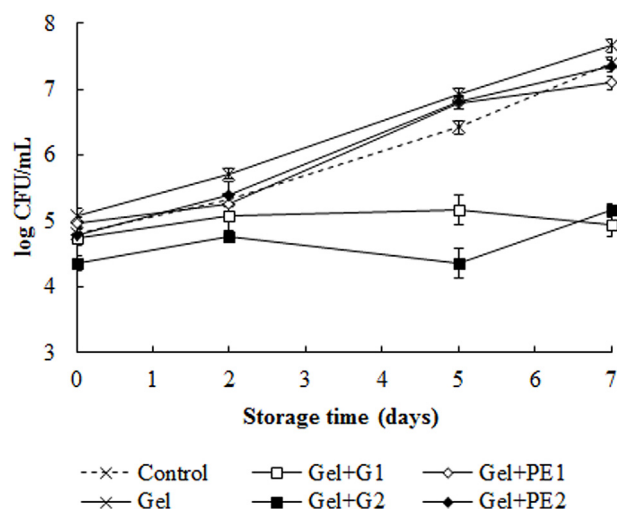 8
7
6
5
4
3
log CFU/mL
0 1 2 3 4 5 6 7
Storage time (days)
Control Gel+G1 Gel+PE1
Gel Gel+G2 Gel+PE2